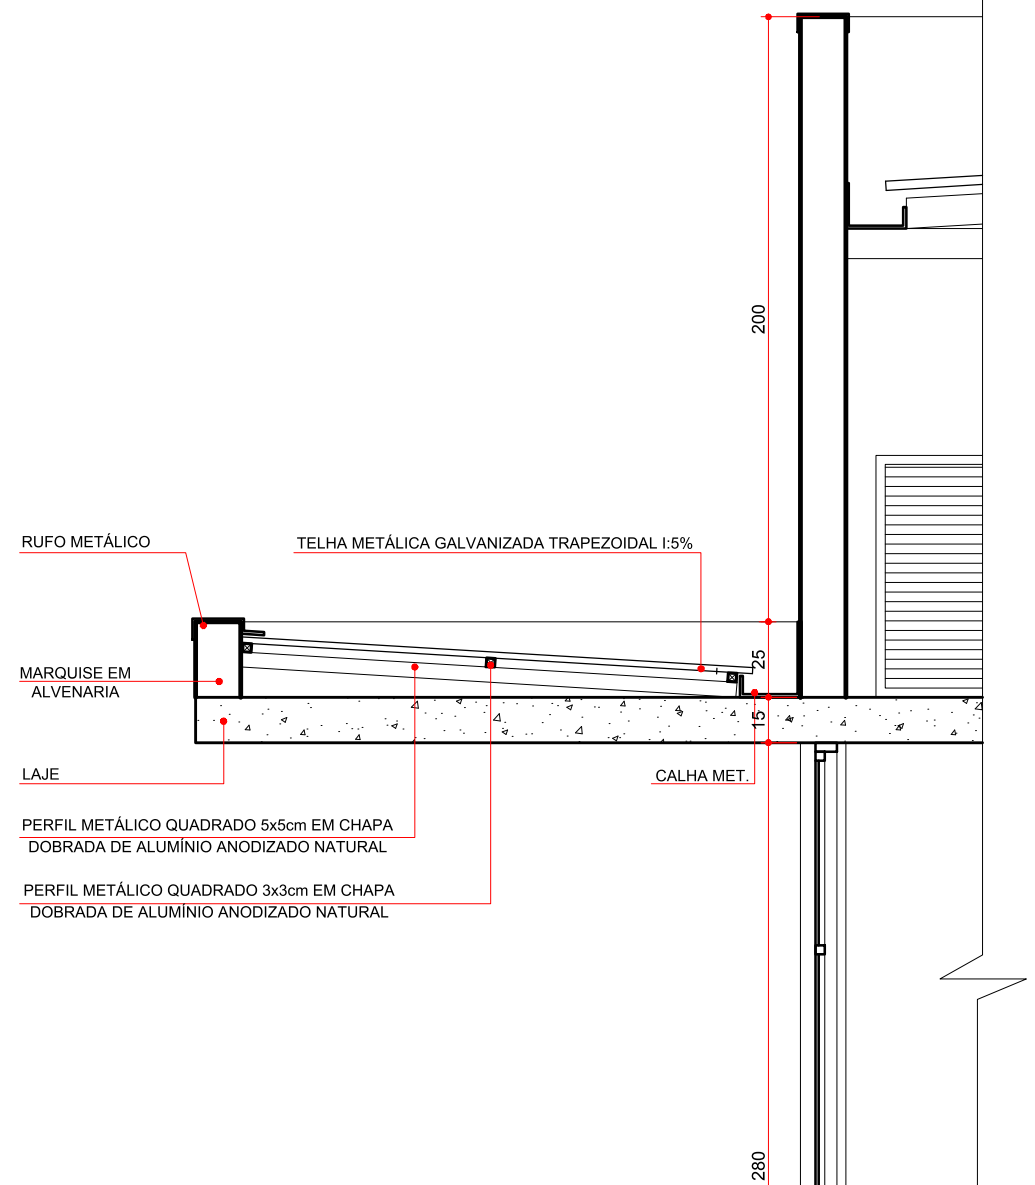 200
RUFO METÁLICO
TELHA METÁLICA GALVANIZADA TRAPEZOIDAL I:5%
25
MARQUISE EM
ALVENARIA
15
LAJE
CALHA MET.
PERFIL METÁLICO QUADRADO 5x5cm EM CHAPA
DOBRADA DE ALUMÍNIO ANODIZADO NATURAL
PERFIL METÁLICO QUADRADO 3x3cm EM CHAPA
DOBRADA DE ALUMÍNIO ANODIZADO NATURAL
280